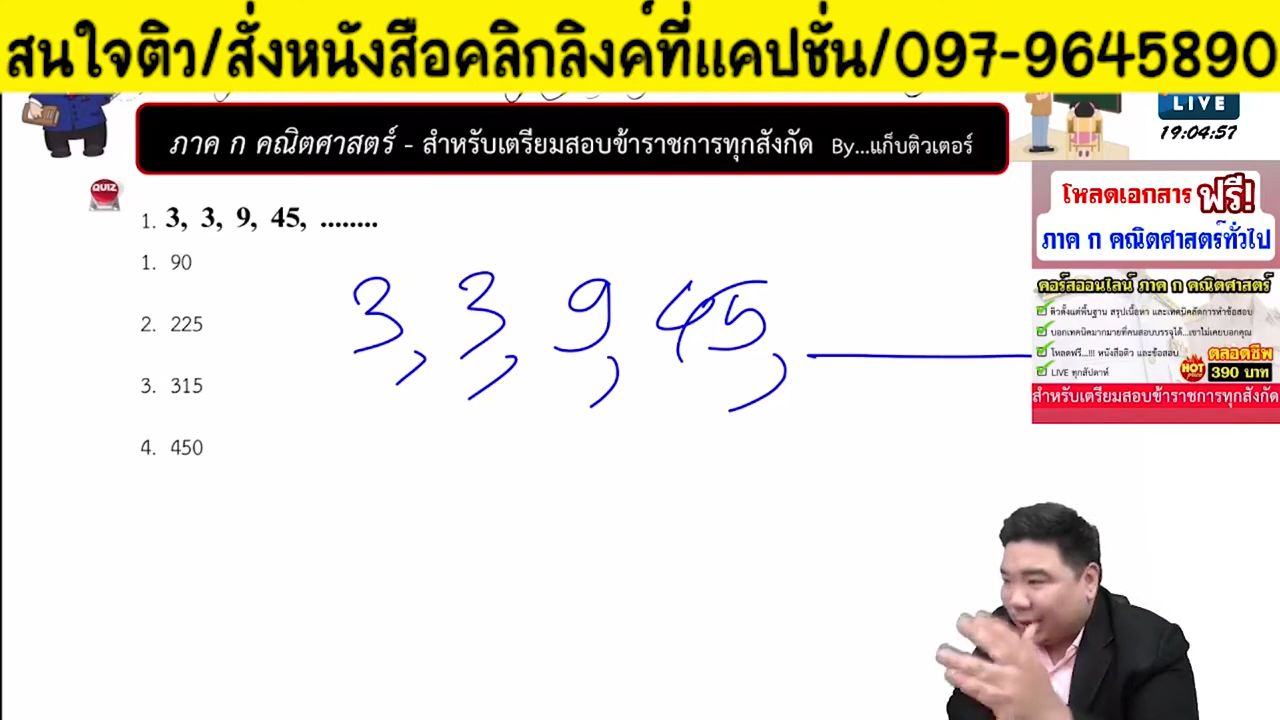 สนใจติว/สั่งหนังสือคลิกลิงค์ที่แคปชั่น/097-9645890
LIVE
19:04:57
ภาค ก คณิตศาสตร์ - สำหรับเตรียมสอบข้าราชการทุกสังกัด By...แก็บติวเตอร์
โหลดเอกสาร ฟรี!
ภาค ก คณิตศาสตร์ทั่วไป
QUIZ
1. 3, 3, 9, 45, ........
1. 90
2. 225
3. 315
4. 450
3, 3, 9, 45,
คอร์สออนไลน์ ภาค ก คณิตศาสตร์
ติวตั้งแต่พื้นฐาน สรุปเนื้อหา และเทคนิคลัดการทำข้อสอบ
บอกเทคนิคมากมายที่คนสอบบรรจุได้...เขาไม่เคยบอกคุณ
โหลดฟรี...!!! หนังสือติว และข้อสอบ
LIVE ทุกสัปดาห์
HOT price
ตลอดชีพ
390 บาท
สำหรับเตรียมสอบข้าราชการทุกสังกัด